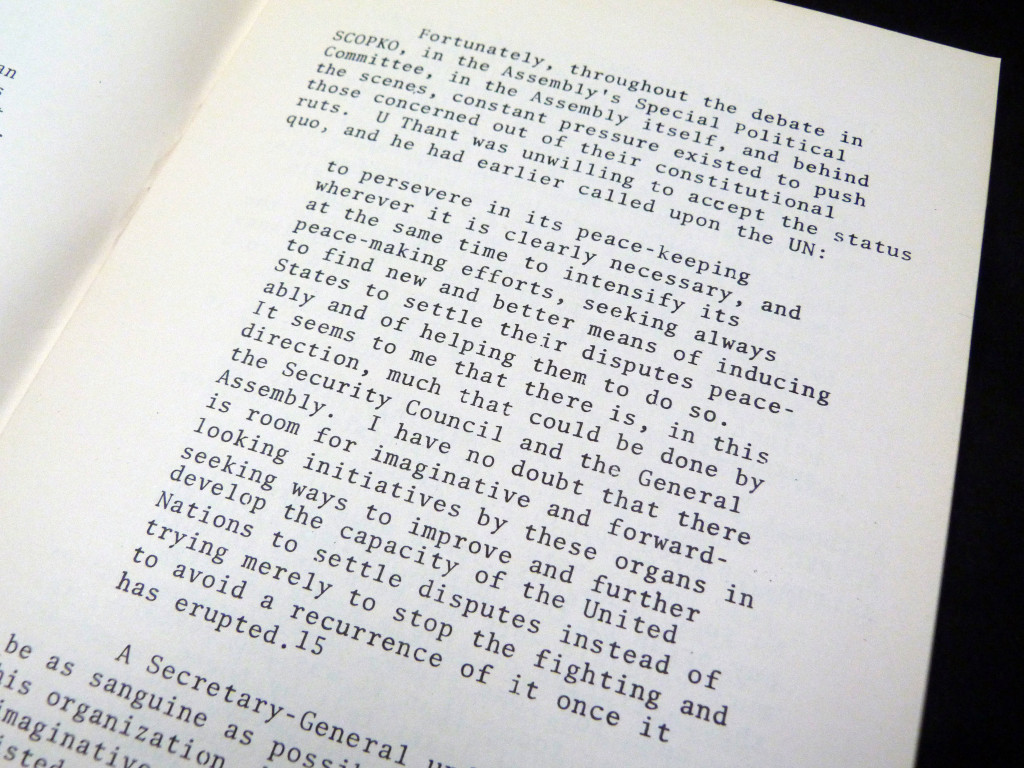 an
Fortunately, throughout the debate in
SCOPKO, in the Assembly's Special Political
Committee, in the Assembly itself, and behind
the scenes, constant pressure existed to push
those concerned out of their constitutional
ruts. U Thant was unwilling to accept the status
quo, and he had earlier called upon the UN:
to persevere in its peace-keeping
wherever it is clearly necessary, and
at the same time to intensify its
peace-making efforts, seeking always
to find new and better means of inducing
States to settle their disputes peace-
ably and of helping them to do so.
It seems to me that there is, in this
direction, much that could be done by
the Security Council and the General
Assembly. I have no doubt that there
is room for imaginative and forward-
looking initiatives by these organs in
seeking ways to improve and further
develop the capacity of the United
Nations to settle disputes instead of
trying merely to stop the fighting and
to avoid a recurrence of it once it
has erupted.15
A Secretary-General
be as sanguine as
organization
imaginative